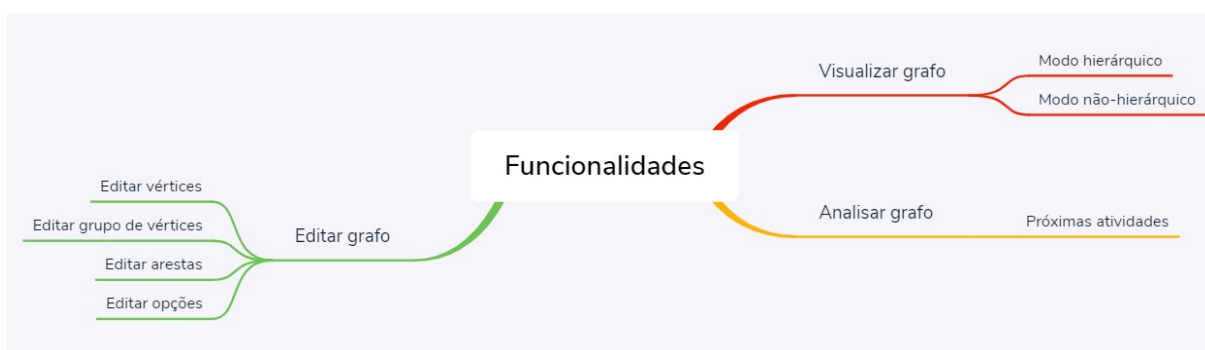 Funcionalidades
Visualizar grafo
Modo hierárquico
Modo não-hierárquico
Analisar grafo
Próximas atividades
Editar grafo
Editar vértices
Editar grupo de vértices
Editar arestas
Editar opções